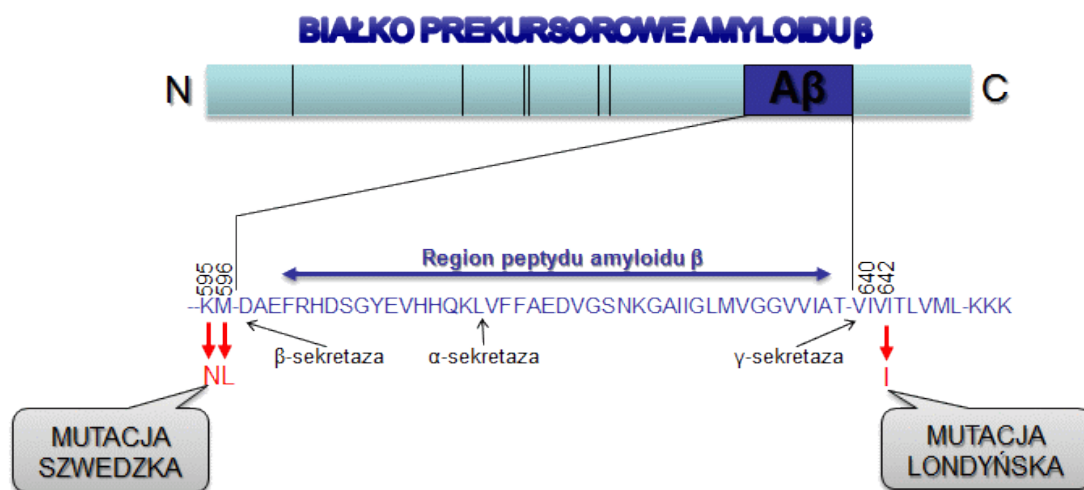 BIAŁKO PREKURSOROWE AMYLOIDU β
N
Aβ
C
595
596
Region peptydu amyloidu β
640
642
--KM-DAEFRHDSGYEVHHQKLVFFAEDVGSNKGAIIGLMVGGVVIAT-VIVITLVML-KKK
β-sekretaza
α-sekretaza
γ-sekretaza
NL
I
MUTACJA
SZWEDZKA
MUTACJA
LONDYŃSKA